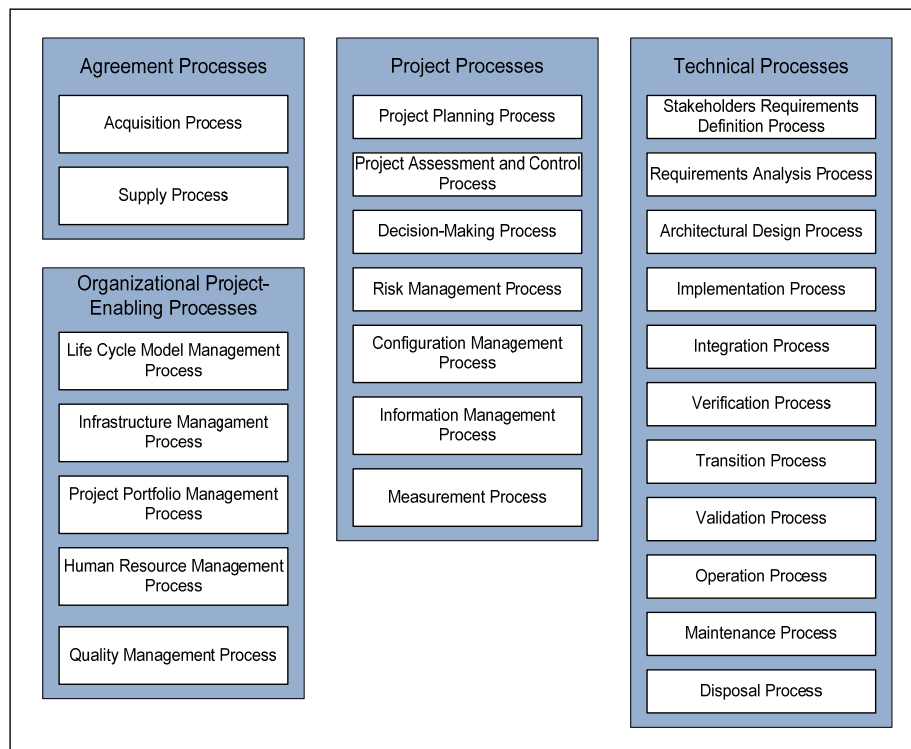 Agreement Processes
Acquisition Process
Supply Process
Organizational Project-
Enabling Processes
Life Cycle Model Management
Process
Infrastructure Managament
Process
Project Portfolio Management
Process
Human Resource Management
Process
Quality Management Process
Project Processes
Project Planning Process
Project Assessment and Control
Process
Decision-Making Process
Risk Management Process
Configuration Management
Process
Information Management
Process
Measurement Process
Technical Processes
Stakeholders Requirements
Definition Process
Requirements Analysis Process
Architectural Design Process
Implementation Process
Integration Process
Verification Process
Transition Process
Validation Process
Operation Process
Maintenance Process
Disposal Process